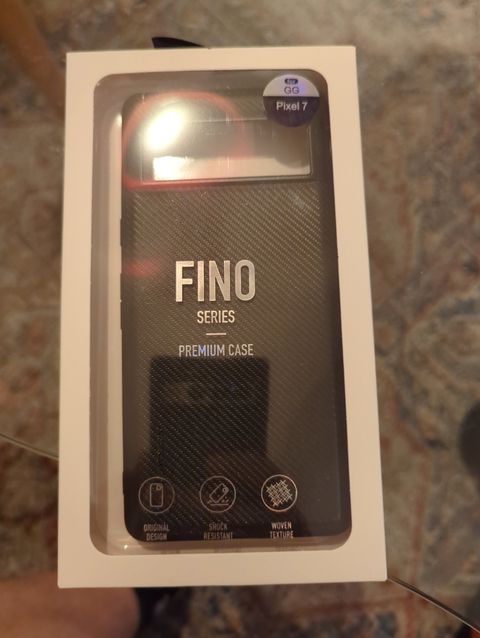 for
GG
Pixel 7
FINO
SERIES
PREMIUM CASE
ORIGINAL
DESIGN
SHOCK
RESISTANT
WOVEN
TEXTURE